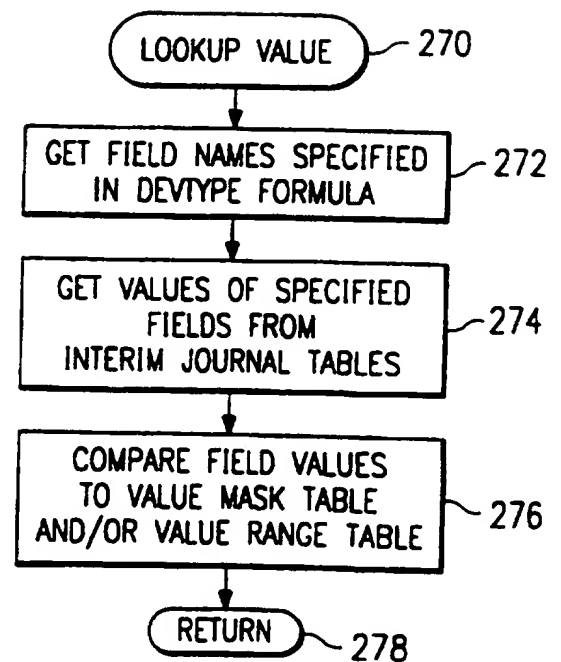 LOOKUP VALUE
270
GET FIELD NAMES SPECIFIED
IN DEVTYPE FORMULA
272
GET VALUES OF SPECIFIED
FIELDS FROM
INTERIM JOURNAL TABLES
274
COMPARE FIELD VALUES
TO VALUE MASK TABLE
AND/OR VALUE RANGE TABLE
276
RETURN
278